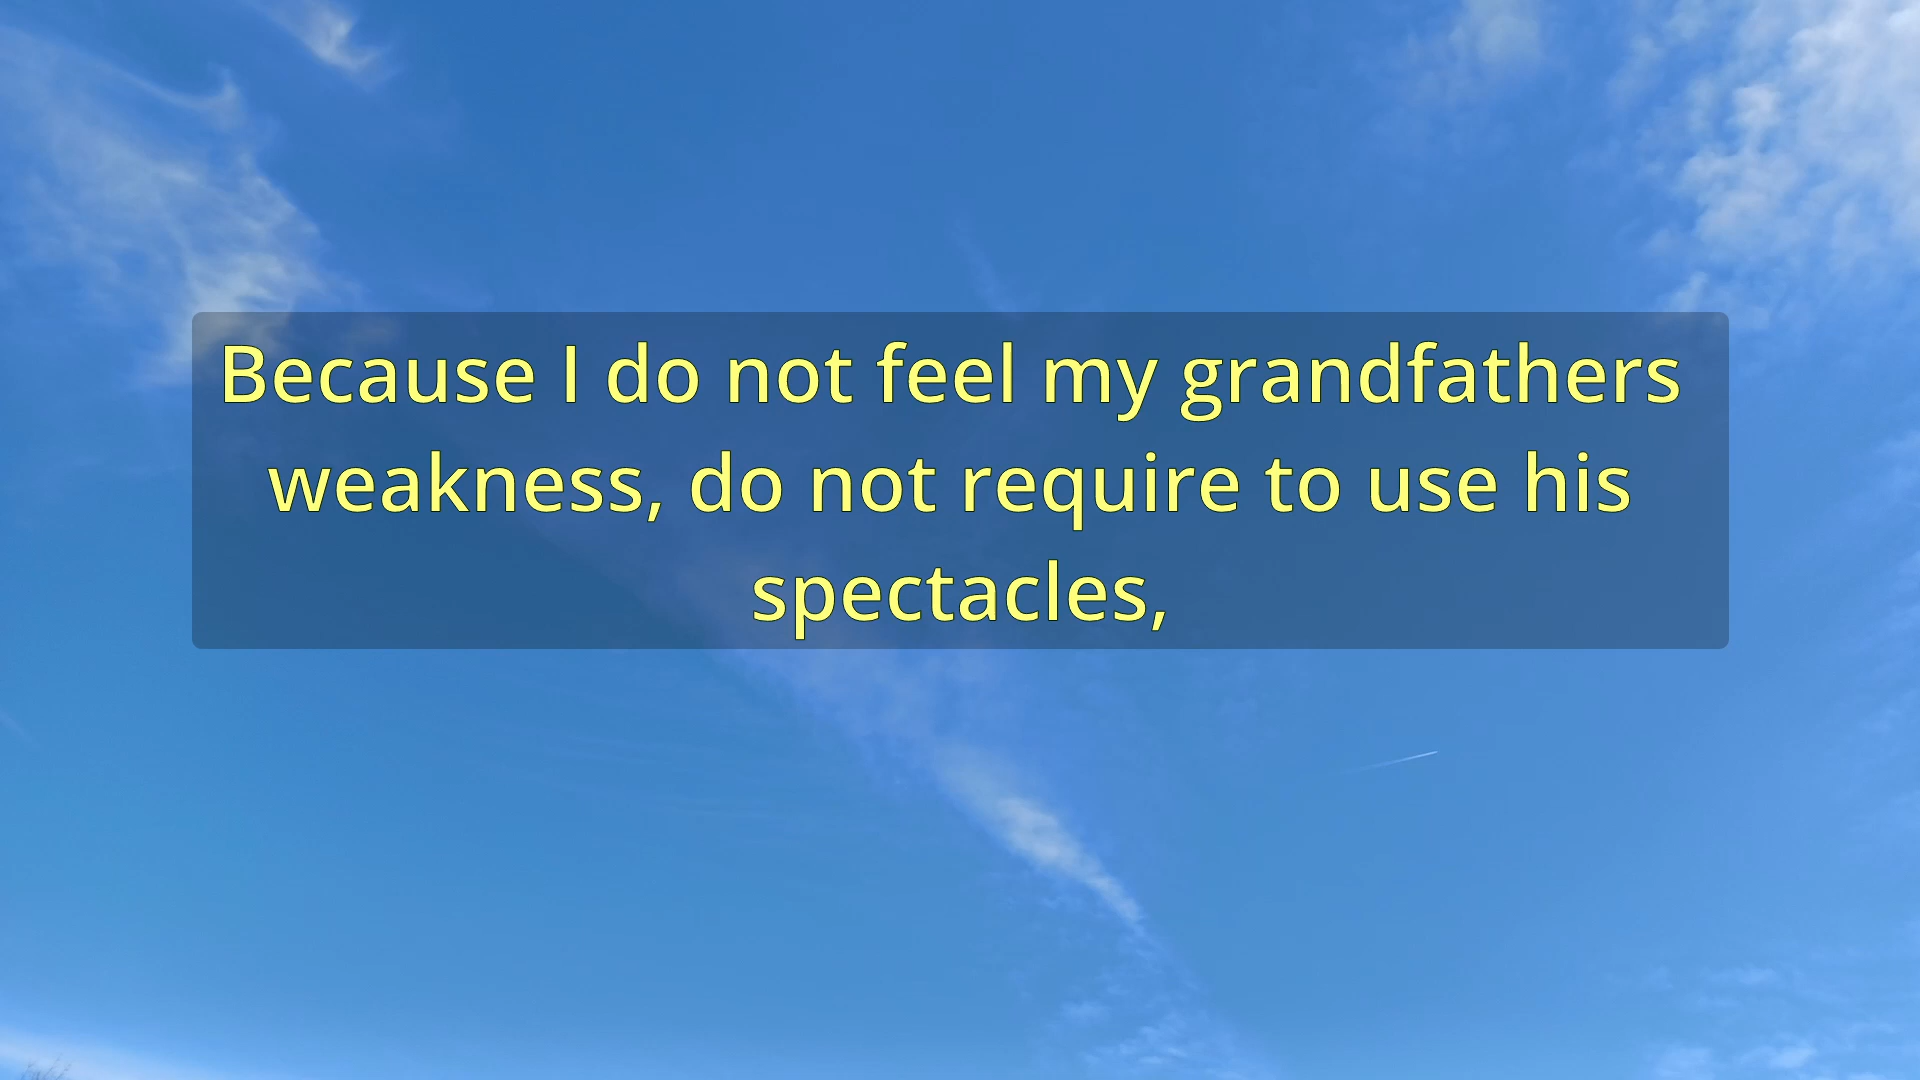 Because I do not feel my grandfathers
weakness, do not require to use his
spectacles,